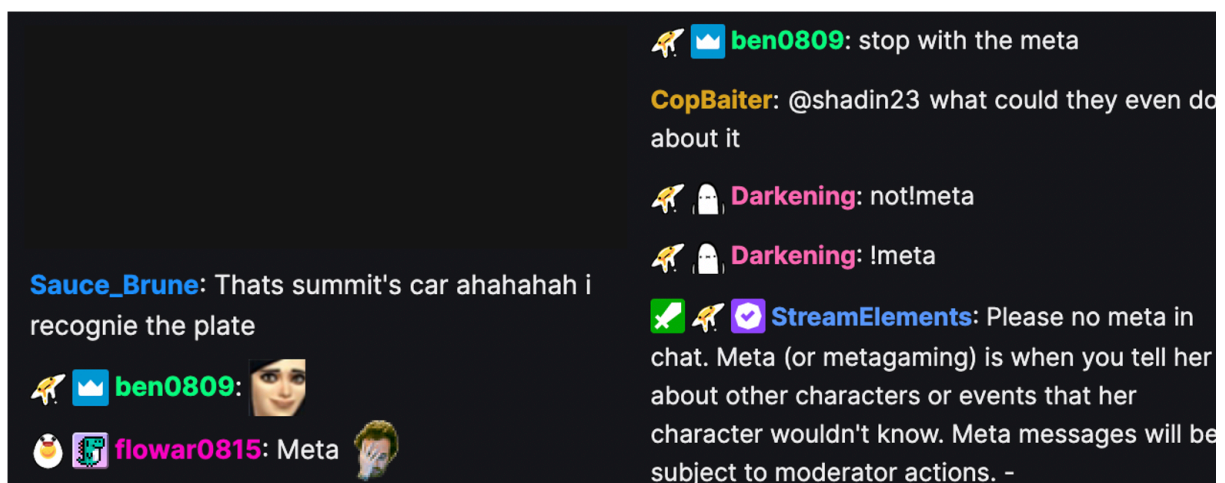 Sauce_Brune: Thats summit's car ahahahah i
recognie the plate
ben0809:
flowar0815: Meta
ben0809: stop with the meta
CopBaiter: @shadin23 what could they even do
about it
Darkening: not!meta
Darkening: !meta
StreamElements: Please no meta in
chat. Meta (or metagaming) is when you tell her
about other characters or events that her
character wouldn't know. Meta messages will be
subject to moderator actions. -